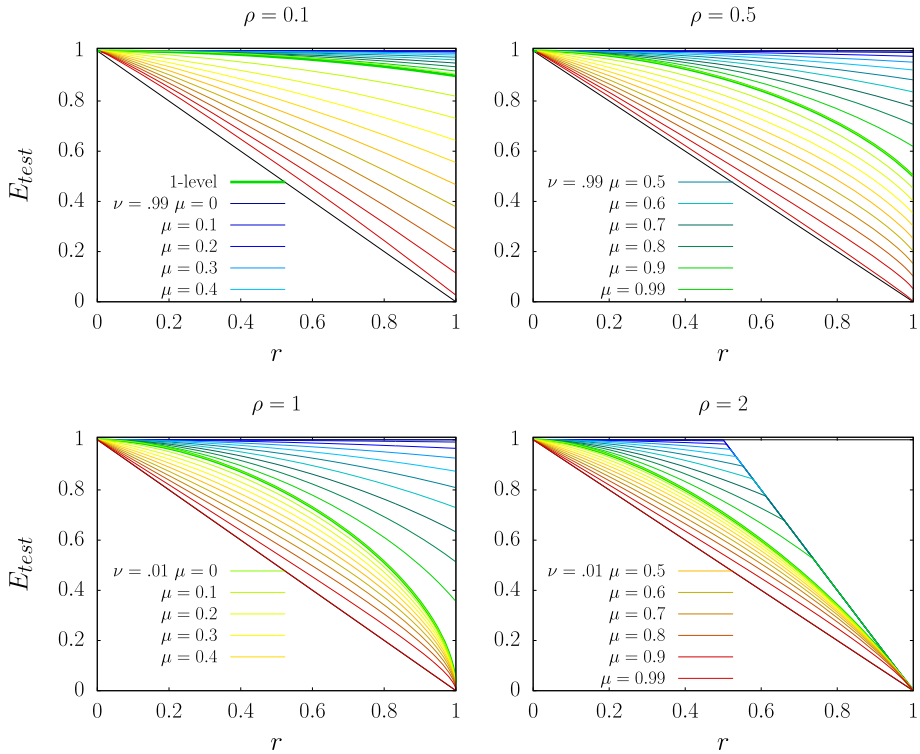 ρ = 0.1
ρ = 0.5
1
0.8
0.6
0.4
0.2
0
E_test
1-level
ν = .99 μ = 0
μ = 0.1
μ = 0.2
μ = 0.3
μ = 0.4
0 0.2 0.4 0.6 0.8 1
r
1
0.8
0.6
0.4
0.2
0
ν = .99 μ = 0.5
μ = 0.6
μ = 0.7
μ = 0.8
μ = 0.9
μ = 0.99
0 0.2 0.4 0.6 0.8 1
r
ρ = 1
ρ = 2
1
0.8
0.6
0.4
0.2
0
E_test
ν = .01 μ = 0
μ = 0.1
μ = 0.2
μ = 0.3
μ = 0.4
0 0.2 0.4 0.6 0.8 1
r
1
0.8
0.6
0.4
0.2
0
ν = .01 μ = 0.5
μ = 0.6
μ = 0.7
μ = 0.8
μ = 0.9
μ = 0.99
0 0.2 0.4 0.6 0.8 1
r